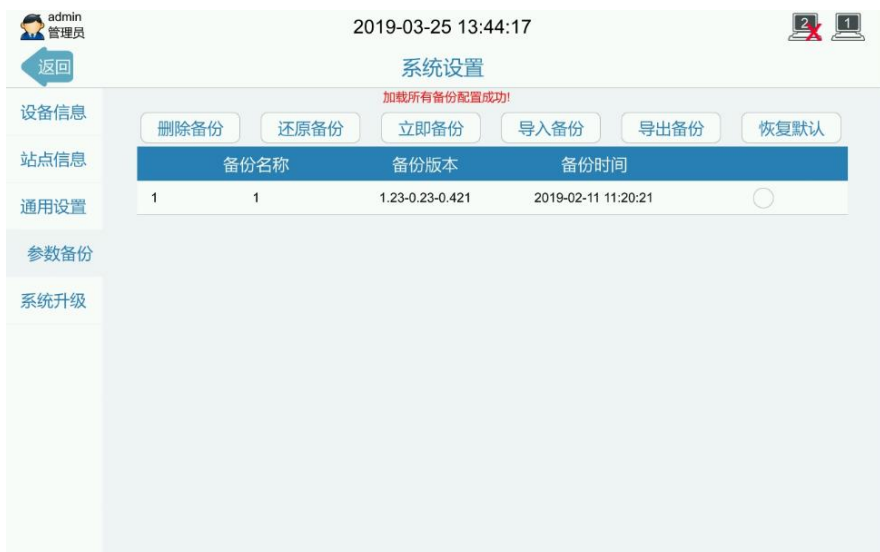 admin
管理员
2019-03-25 13:44:17
2 1
返回
系统设置
加载所有备份配置成功!
设备信息
删除备份 还原备份 立即备份 导入备份 导出备份 恢复默认
站点信息
备份名称 备份版本 备份时间
通用设置
1 1 1.23-0.23-0.421 2019-02-11 11:20:21
参数备份
系统升级